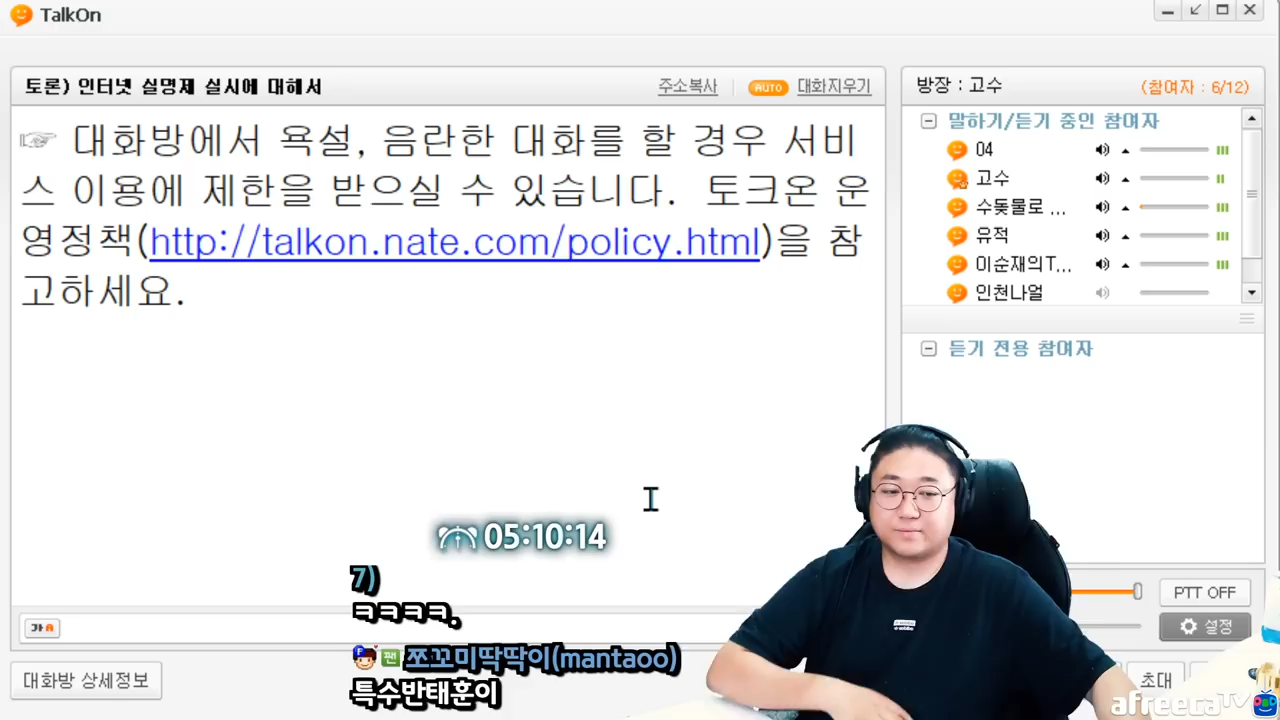 TalkOn
토론) 인터넷 실명제 실시에 대해서
주소복사
AUTO 대화지우기
☞ 대화방에서 욕설, 음란한 대화를 할 경우 서비
스 이용에 제한을 받으실 수 있습니다. 토크온 운
영정책(http://talkon.nate.com/policy.html)을 참
고하세요.
방장 : 고수 (참여자 : 6/12)
말하기/듣기 중인 참여자
04
고수
수돚물로 ...
유적
이순재의T...
인천나얼
듣기 전용 참여자
05:10:14
7)
ㅋㅋㅋㅋ.
F 팬 쪼꼬미딱딱이(mantaoo)
특수반태훈이
가A
대화방 상세정보
PTT OFF
설정
초대
afreecaTV